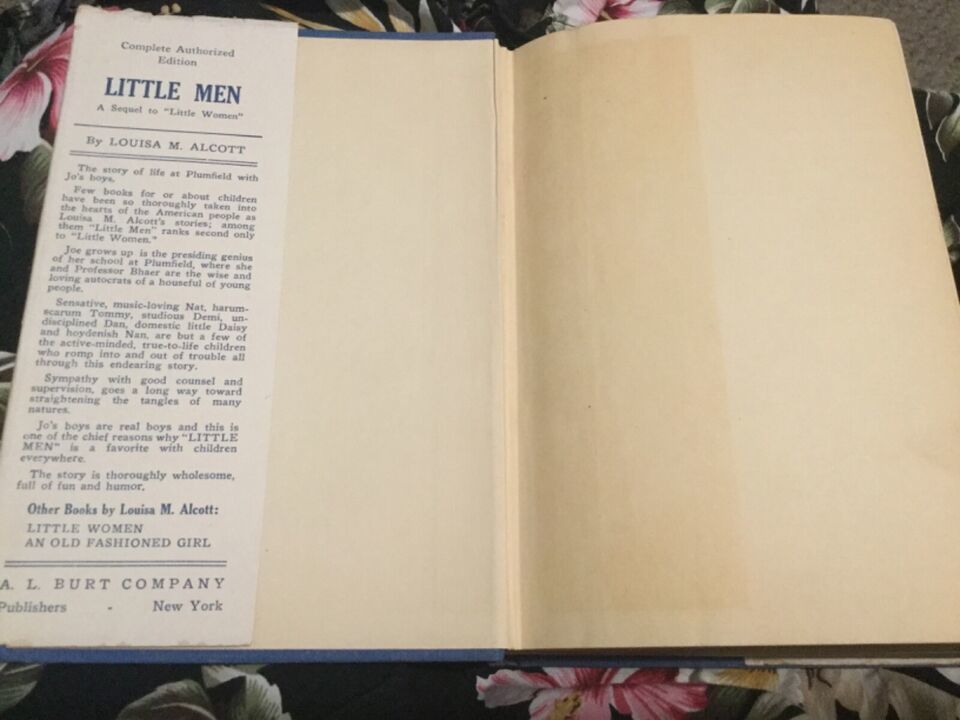 Complete Authorized
Edition
LITTLE MEN
A Sequel to "Little Women"
By LOUISA M. ALCOTT
The story of life at Plumfield with
Jo's boys.
Few books for or about children
have been so thoroughly taken into
the hearts of the American people as
Louisa M. Alcott's stories; among
them "Little Men" ranks second only
to "Little Women."
Joe grows up is the presiding genius
of her school at Plumfield, where she
and Professor Bhaer are the wise and
loving autocrats of a houseful of young
people.
Sensative, music-loving Nat, harum-
scarum Tommy, studious Demi, un-
disciplined Dan, domestic little Daisy
and hoydenish Nan, are but a few of
the active-minded, true-to-life children
who romp into and out of trouble all
through this endearing story.
Sympathy with good counsel and
supervision, goes a long way toward
straightening the tangles of many
natures.
Jo's boys are real boys and this is
one of the chief reasons why "LITTLE
MEN" is a favorite with children
everywhere.
The story is thoroughly wholesome,
full of fun and humor.
Other Books by Louisa M. Alcott:
LITTLE WOMEN
AN OLD FASHIONED GIRL
A. L. BURT COMPANY
Publishers - New York